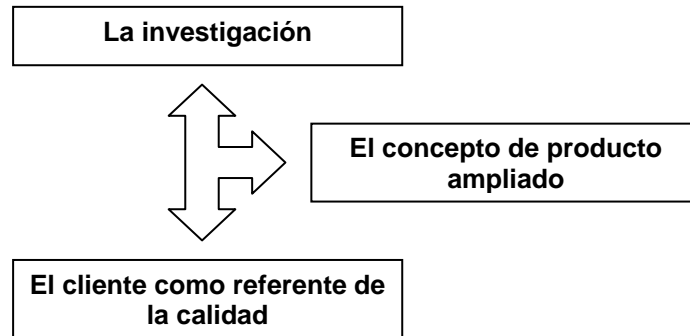 La investigación
El concepto de producto
ampliado
El cliente como referente de
la calidad